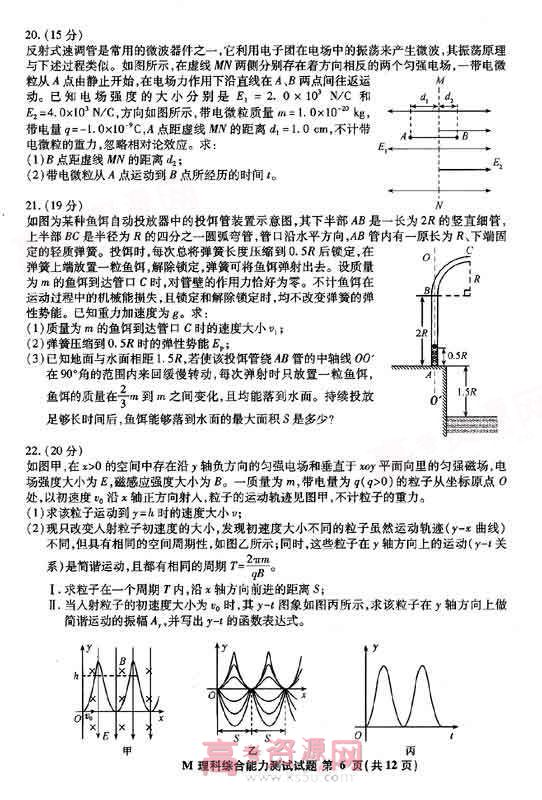 20. (15分)
反射式速调管是常用的微波器件之一,它利用电子团在电场中的振荡来产生微波,其振荡原理
与下述过程类似。如图所示,在虚线 MN 两侧分别存在着方向相反的两个匀强电场,一带电微
粒从 A 点由静止开始,在电场力作用下沿直线在 A、B 两点间往返运
动。已知电场强度的大小分别是 E₁=2.0×10³ N/C 和
E₂=4.0×10³ N/C,方向如图所示,带电微粒质量 m=1.0×10⁻²⁰ kg,
带电量 q=-1.0×10⁻⁹C,A 点距虚线 MN 的距离 d₁=1.0 cm,不计带
电微粒的重力,忽略相对论效应。求:
(1)B 点距虚线 MN 的距离 d₂;
(2)带电微粒从 A 点运动到 B 点所经历的时间 t。
M
d₁ d₂
A B
E₁
E₂
N
21. (19分)
如图为某种鱼饵自动投放器中的投饵管装置示意图,其下半部 AB 是一长为 2R 的竖直细管,
上半部 BC 是半径为 R 的四分之一圆弧弯管,管口沿水平方向,AB 管内有一原长为 R、下端固
定的轻质弹簧。投饵时,每次总将弹簧长度压缩到 0.5R 后锁定,在
弹簧上端放置一粒鱼饵,解除锁定,弹簧可将鱼饵弹射出去。设质量
为 m 的鱼饵到达管口 C 时,对管壁的作用力恰好为零。不计鱼饵在
运动过程中的机械能损失,且锁定和解除锁定时,均不改变弹簧的弹
性势能。已知重力加速度为 g。求:
(1)质量为 m 的鱼饵到达管口 C 时的速度大小 v₁;
(2)弹簧压缩到 0.5R 时的弹性势能 Eₚ;
(3)已知地面与水面相距 1.5R,若使该投饵管绕 AB 管的中轴线 OO′
在 90°角的范围内来回缓慢转动,每次弹射时只放置一粒鱼饵,
鱼饵的质量在 2/3 m 到 m 之间变化,且均能落到水面。持续投放
足够长时间后,鱼饵能够落到水面的最大面积 S 是多少?
O C
R
B
2R
0.5R
A
O′ 1.5R
22. (20分)
如图甲,在 x>0 的空间中存在沿 y 轴负方向的匀强电场和垂直于 xoy 平面向里的匀强磁场,电
场强度大小为 E,磁感应强度大小为 B。一质量为 m,带电量为 q(q>0)的粒子从坐标原点 O
处,以初速度 v₀ 沿 x 轴正方向射入,粒子的运动轨迹见图甲,不计粒子的重力。
(1)求该粒子运动到 y=h 时的速度大小 v;
(2)现只改变入射粒子初速度的大小,发现初速度大小不同的粒子虽然运动轨迹(y-x 曲线)
不同,但具有相同的空间周期性,如图乙所示;同时,这些粒子在 y 轴方向上的运动(y-t 关
系)是简谐运动,且都有相同的周期 T=2πm/qB。
Ⅰ. 求粒子在一个周期 T 内,沿 x 轴方向前进的距离 S;
Ⅱ. 当入射粒子的初速度大小为 v₀ 时,其 y-t 图象如图丙所示,求该粒子在 y 轴方向上做
简谐运动的振幅 Aᵧ,并写出 y-t 的函数表达式。
y B
h
O v₀ x
E
甲
y
O x
S S
乙
y
O t
丙
高考资源网
www.ks5u.com
M 理科综合能力测试试题 第 6 页(共 12 页)